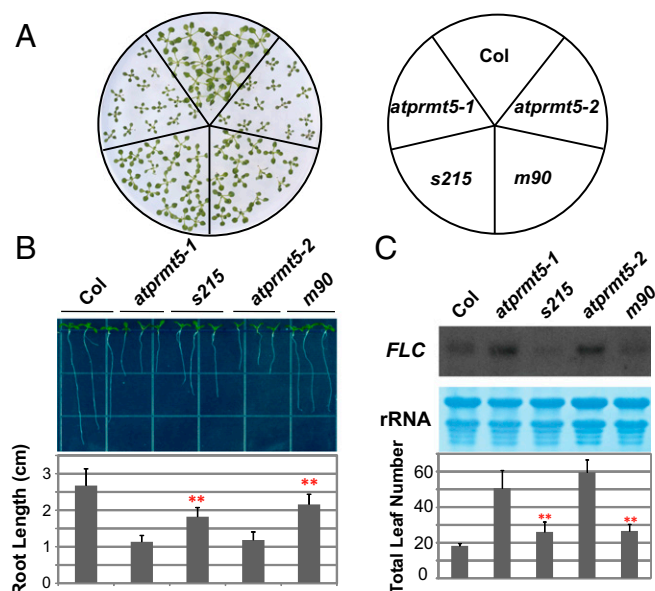 A
Col
atprmt5-1
atprmt5-2
s215
m90
B
Col
atprmt5-1
s215
atprmt5-2
m90
Root Length (cm)
3
2
1
0
**
**
C
Col
atprmt5-1
s215
atprmt5-2
m90
FLC
rRNA
Total Leaf Number
60
40
20
0
**
**